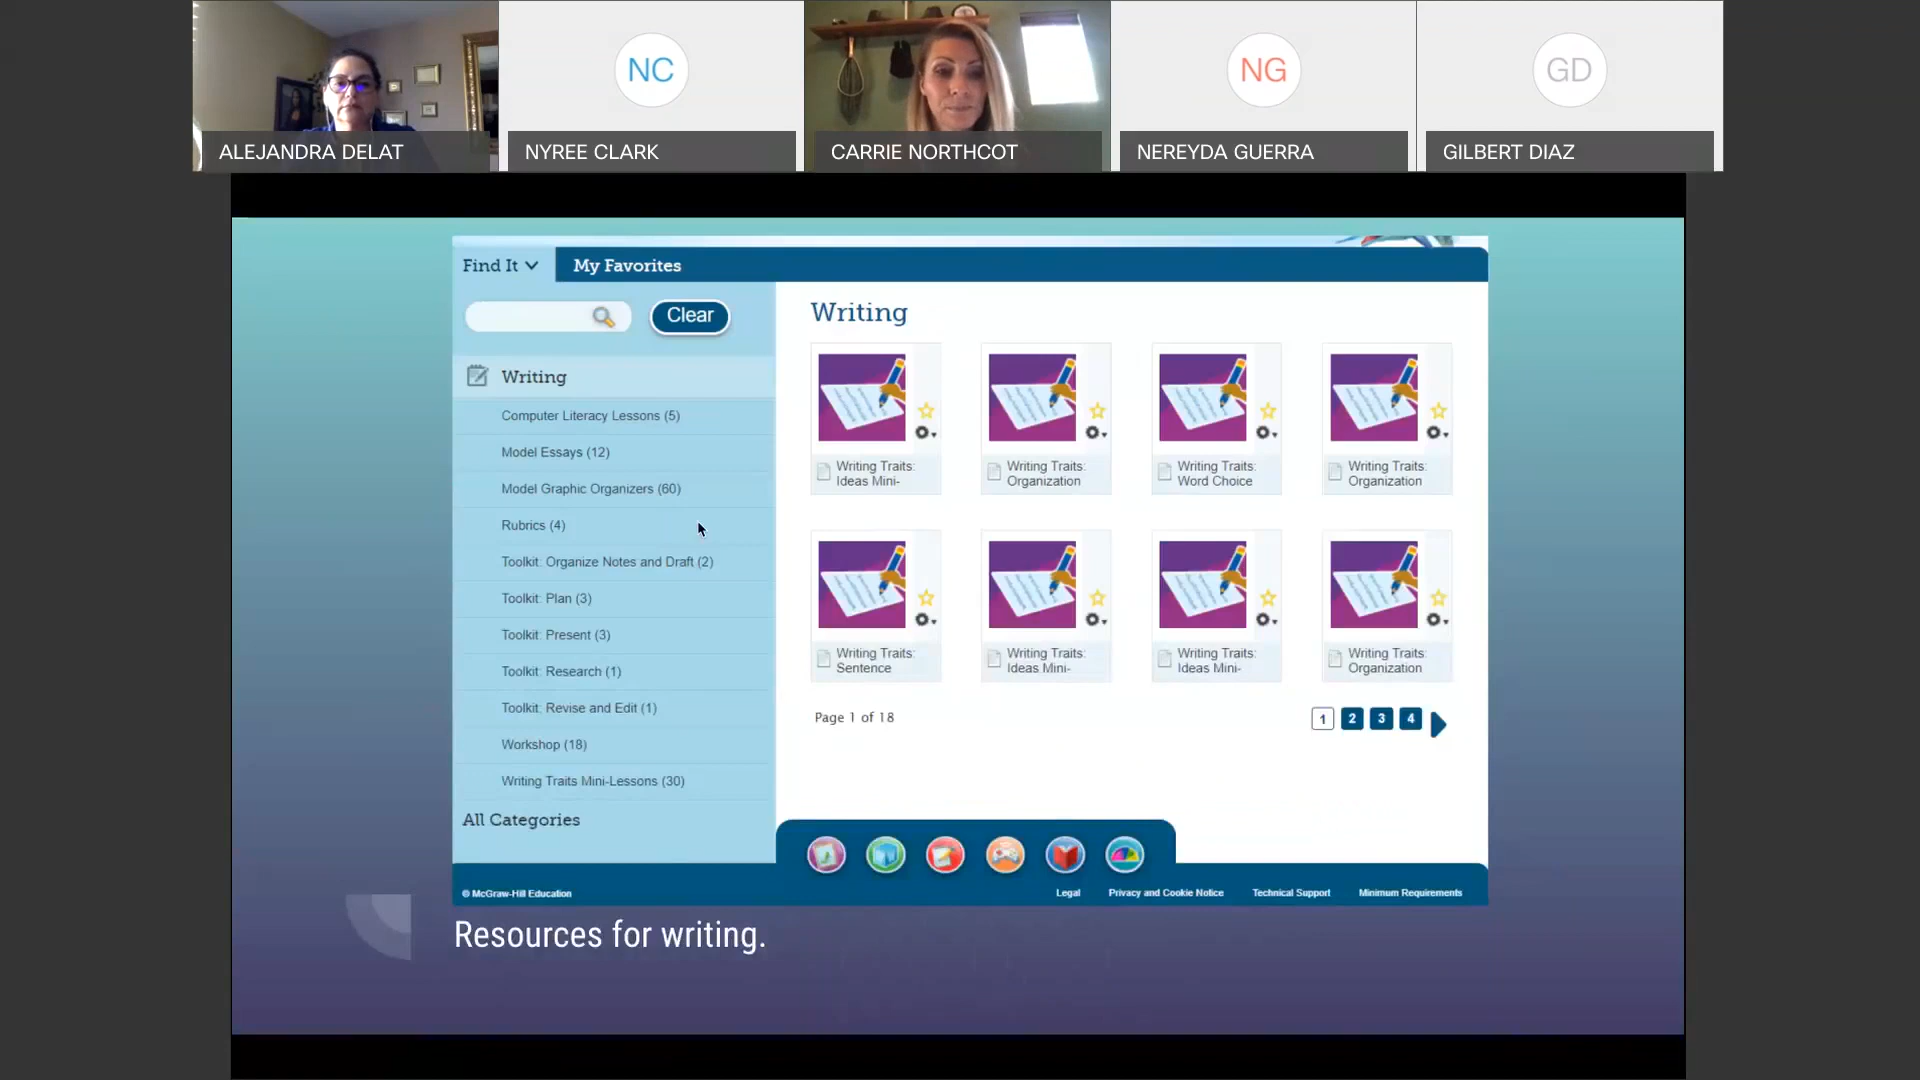 NC
NG
GD
ALEJANDRA DELAT
NYREE CLARK
CARRIE NORTHCOT
NEREYDA GUERRA
GILBERT DIAZ
Find It
My Favorites
Clear
Writing
Computer Literacy Lessons (5)
Model Essays (12)
Model Graphic Organizers (60)
Rubrics (4)
Toolkit: Organize Notes and Draft (2)
Toolkit: Plan (3)
Toolkit: Present (3)
Toolkit: Research (1)
Toolkit: Revise and Edit (1)
Workshop (18)
Writing Traits Mini-Lessons (30)
All Categories
Writing
Writing Traits:
Ideas Mini-
Writing Traits:
Organization
Writing Traits:
Word Choice
Writing Traits:
Organization
Writing Traits:
Sentence
Writing Traits:
Ideas Mini-
Writing Traits:
Ideas Mini-
Writing Traits:
Organization
Page 1 of 18
1 2 3 4
© McGraw-Hill Education
Legal
Privacy and Cookie Notice
Technical Support
Minimum Requirements
Resources for writing.